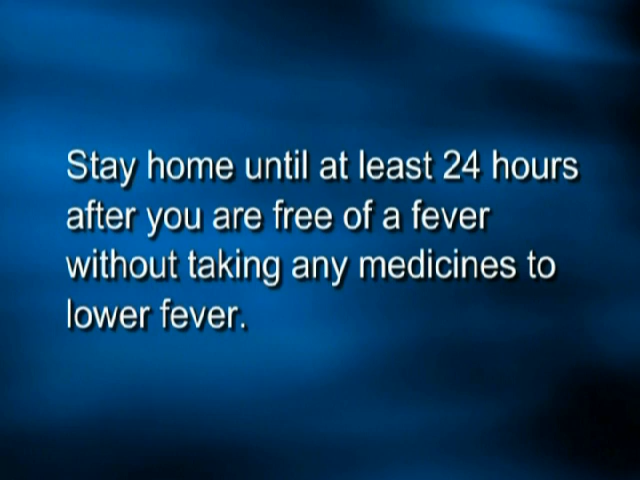 Stay home until at least 24 hours
after you are free of a fever
without taking any medicines to
lower fever.